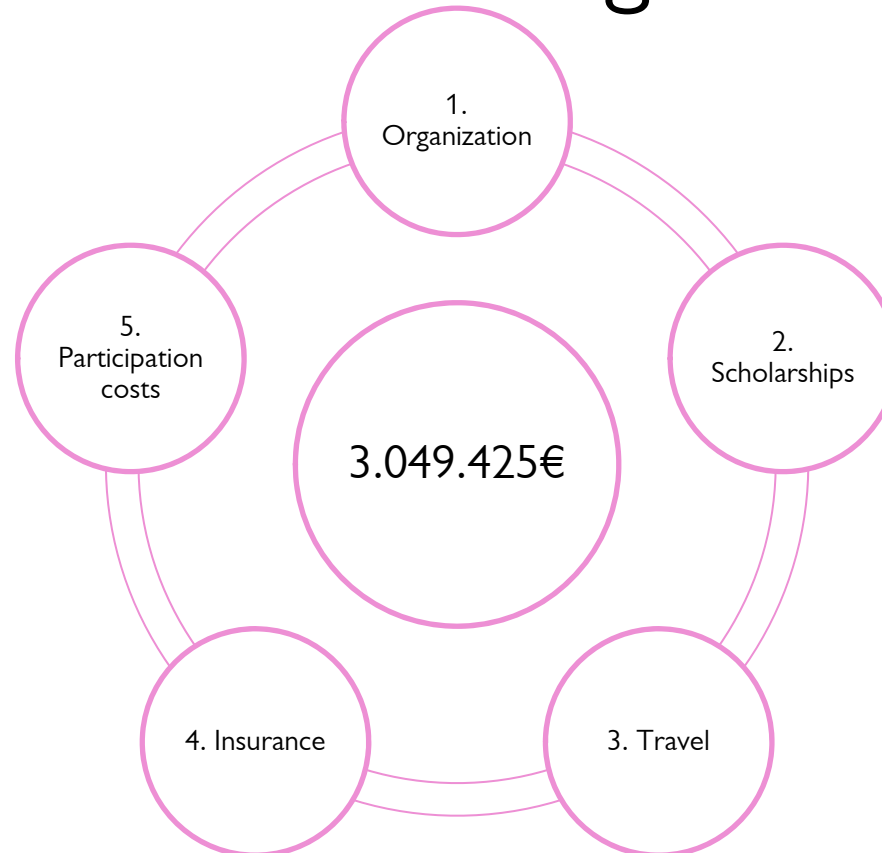 1.
Organization
2.
Scholarships
3. Travel
4. Insurance
5.
Participation
costs
3.049.425€